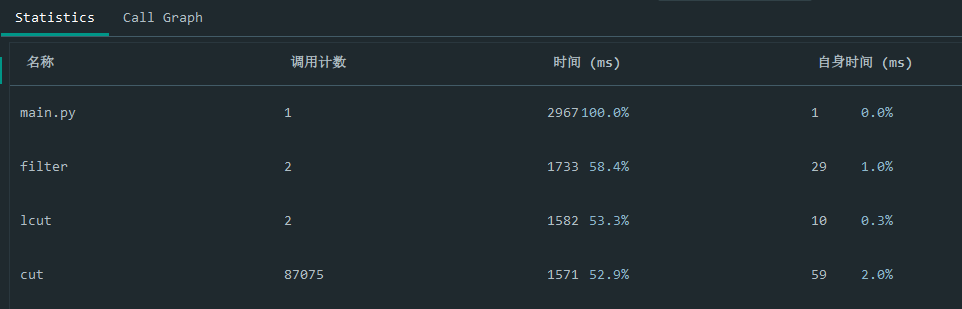 Statistics Call Graph
名称 调用计数 时间 (ms) 自身时间 (ms)
main.py 1 2967 100.0% 1 0.0%
filter 2 1733 58.4% 29 1.0%
lcut 2 1582 53.3% 10 0.3%
cut 87075 1571 52.9% 59 2.0%